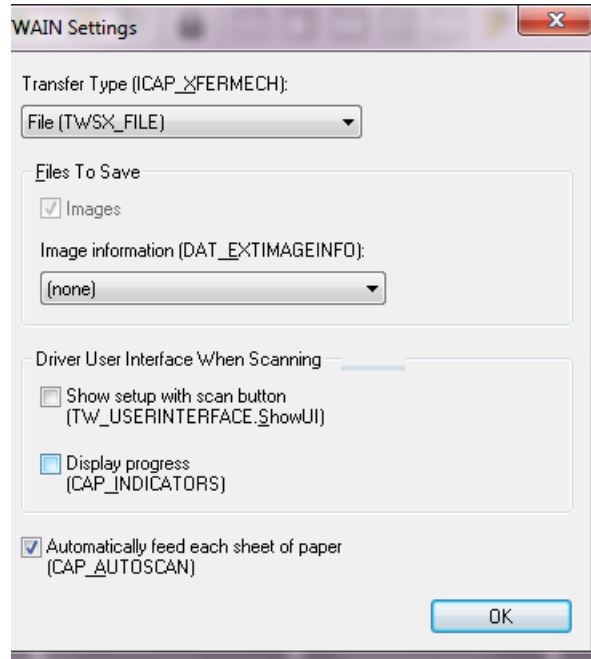 WAIN Settings
Transfer Type (ICAP_XFERMECH):
File (TWSX_FILE)
Files To Save
Images
Image information (DAT_EXTIMAGEINFO):
(none)
Driver User Interface When Scanning
Show setup with scan button
(TW_USERINTERFACE.ShowUI)
Display progress
(CAP_INDICATORS)
Automatically feed each sheet of paper
(CAP_AUTOSCAN)
OK